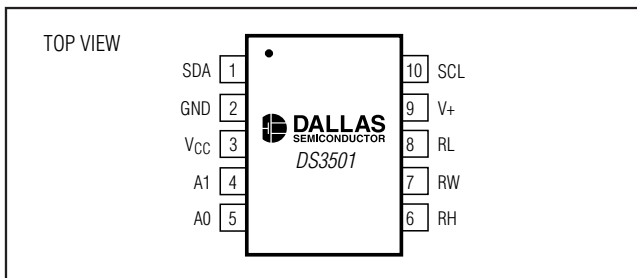 TOP VIEW
SDA 1
GND 2
VCC 3
A1 4
A0 5
DALLAS
SEMICONDUCTOR
DS3501
10 SCL
9 V+
8 RL
7 RW
6 RH